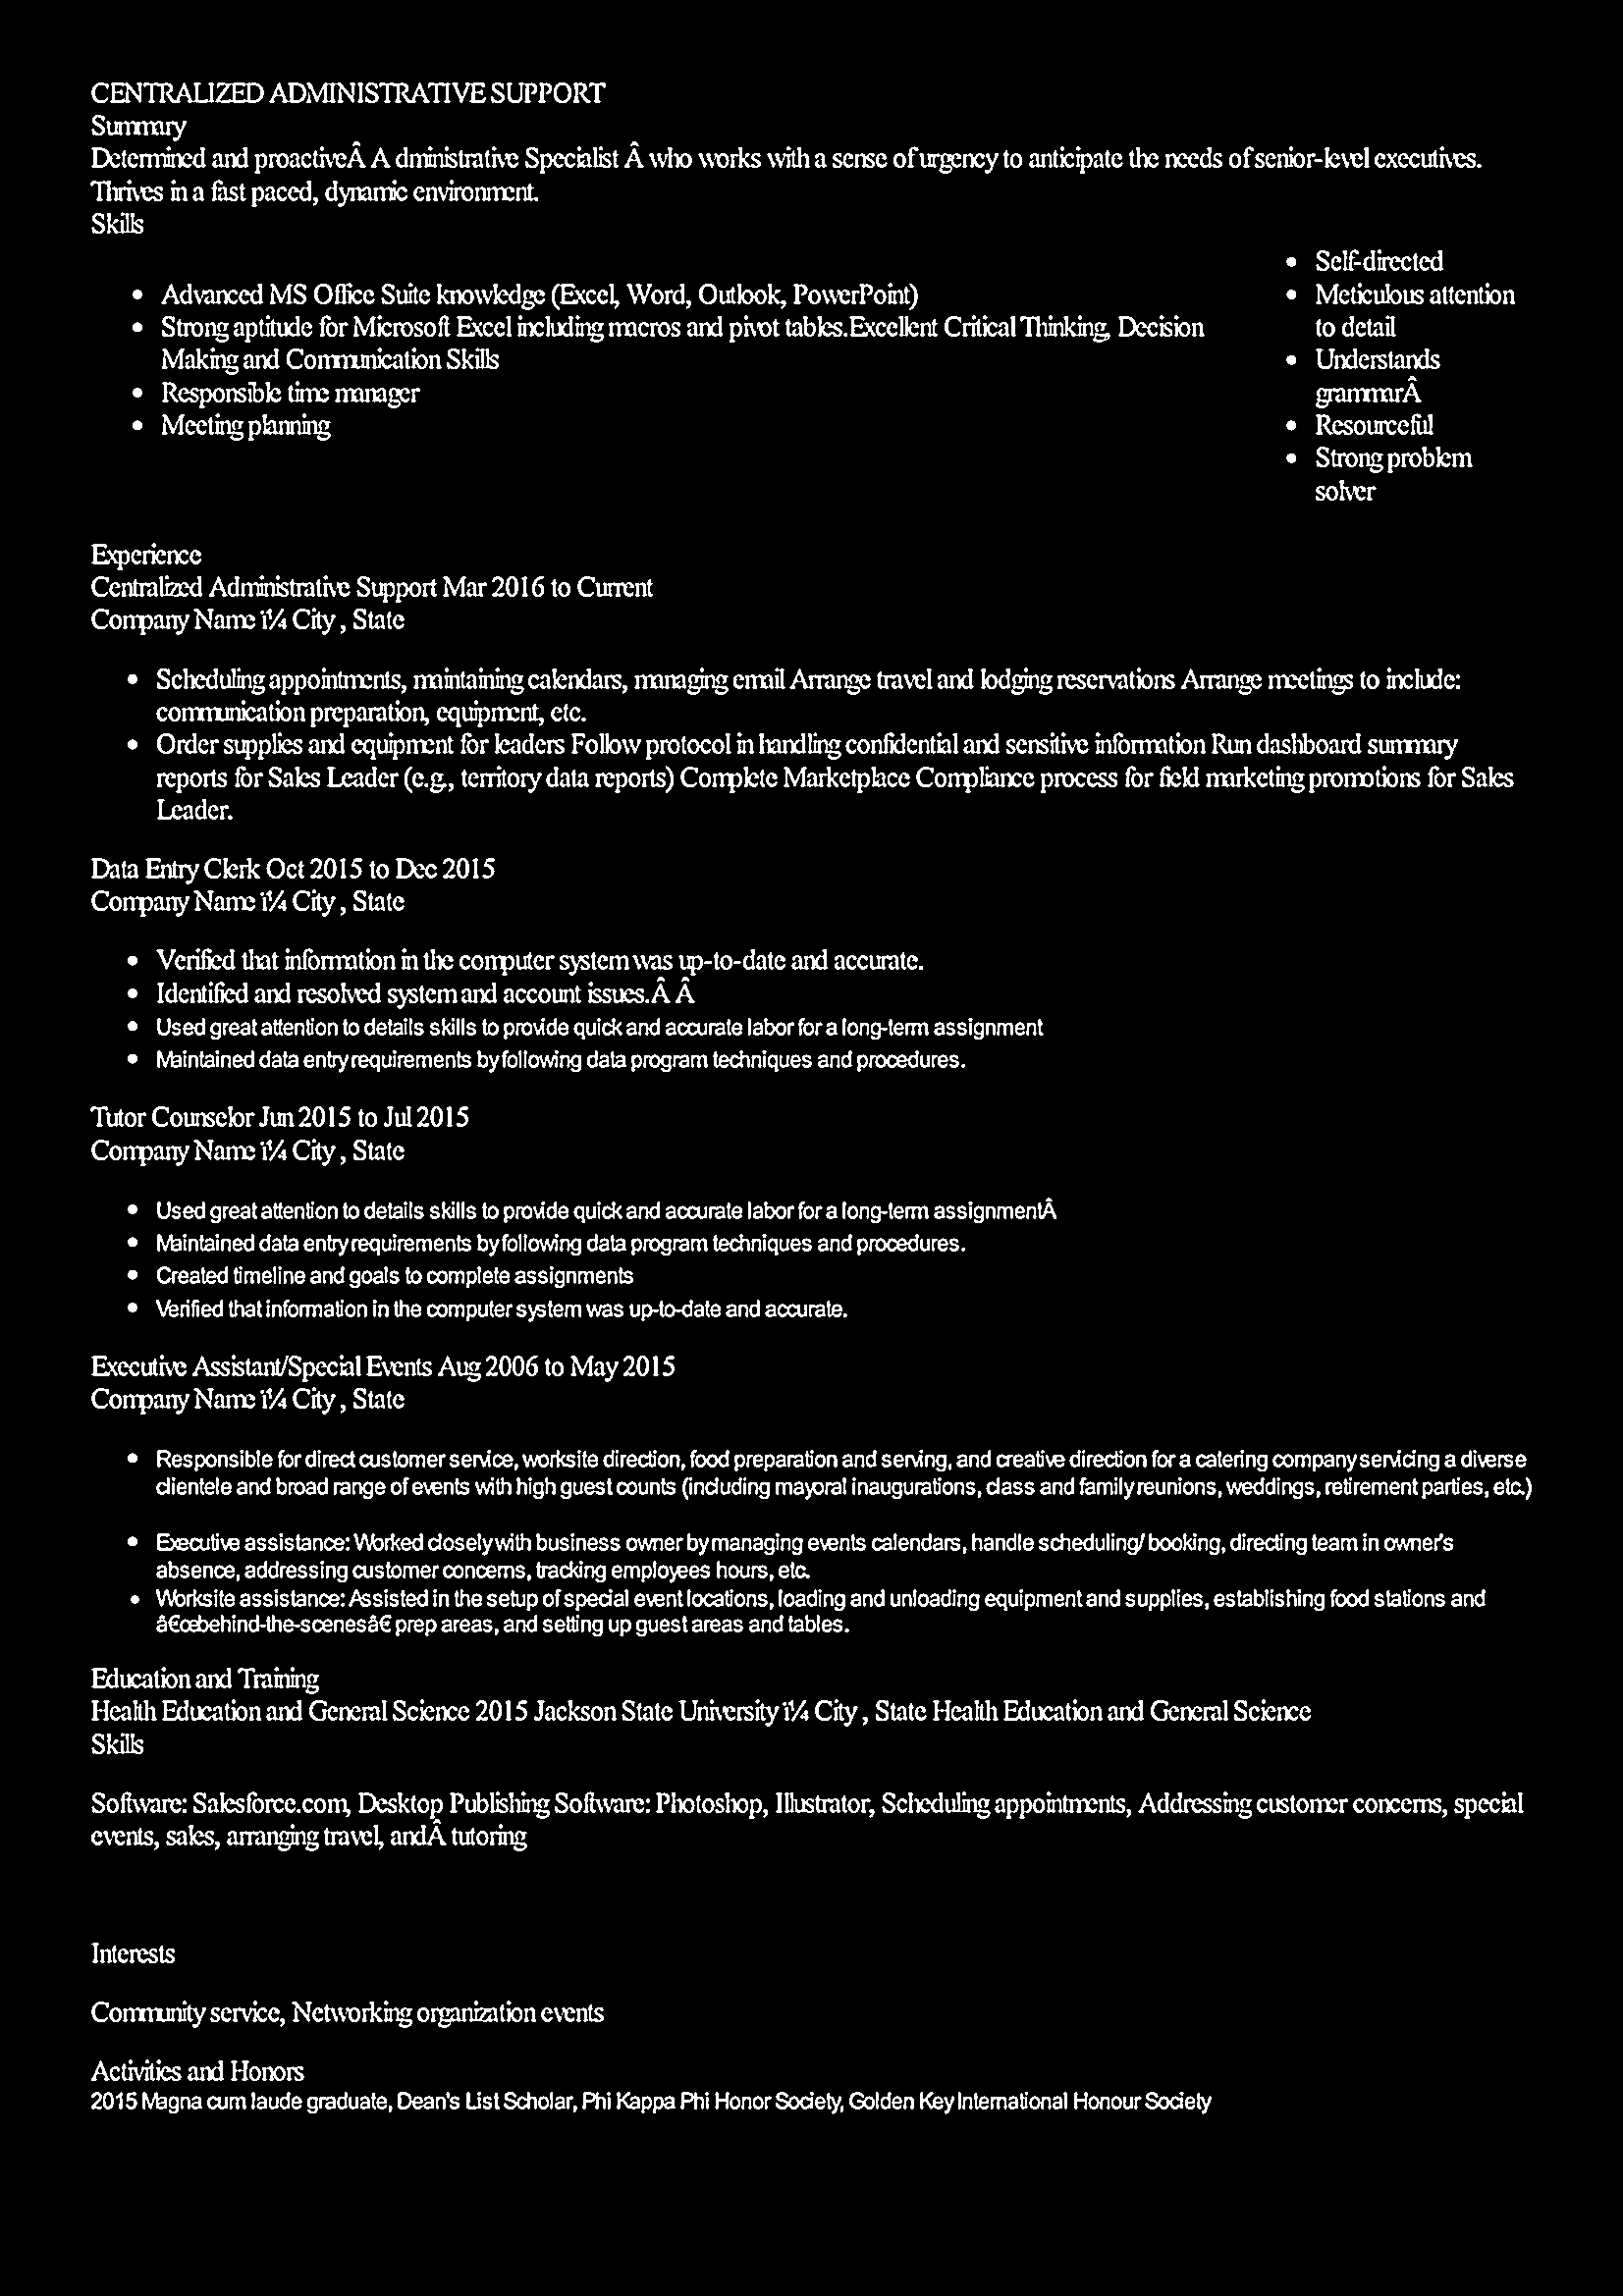 CENTRALIZED ADMINISTRATIVE SUPPORT
Summary
Determined and proactiveÂ A dministrative Specialist Â who works with a sense of urgency to anticipate the needs of senior-level executives.
Thrives in a fast paced, dynamic environment.
Skills
• Advanced MS Office Suite knowledge (Excel, Word, Outlook, PowerPoint)
• Strong aptitude for Microsoft Excel including macros and pivot tables.Excellent Critical Thinking, Decision
Making and Communication Skills
• Responsible time manager
• Meeting planning
• Self-directed
• Meticulous attention
to detail
• Understands
grammarÂ
• Resourceful
• Strong problem
solver
Experience
Centralized Administrative Support Mar 2016 to Current
Company Name ï¼ City , State
• Scheduling appointments, maintaining calendars, managing email Arrange travel and lodging reservations Arrange meetings to include:
communication preparation, equipment, etc.
• Order supplies and equipment for leaders Follow protocol in handling confidential and sensitive information Run dashboard summary
reports for Sales Leader (e.g., territory data reports) Complete Marketplace Compliance process for field marketing promotions for Sales
Leader.
Data Entry Clerk Oct 2015 to Dec 2015
Company Name ï¼ City , State
• Verified that information in the computer system was up-to-date and accurate.
• Identified and resolved system and account issues.Â Â
• Used great attention to details skills to provide quick and accurate labor for a long-term assignment
• Maintained data entry requirements by following data program techniques and procedures.
Tutor Counselor Jun 2015 to Jul 2015
Company Name ï¼ City , State
• Used great attention to details skills to provide quick and accurate labor for a long-term assignmentÂ
• Maintained data entry requirements by following data program techniques and procedures.
• Created timeline and goals to complete assignments
• Verified that information in the computer system was up-to-date and accurate.
Executive Assistant/Special Events Aug 2006 to May 2015
Company Name ï¼ City , State
• Responsible for direct customer service, worksite direction, food preparation and serving, and creative direction for a catering company servicing a diverse
clientele and broad range of events with high guest counts (including mayoral inaugurations, class and family reunions, weddings, retirement parties, etc.)
• Executive assistance: Worked closely with business owner by managing events calendars, handle scheduling/ booking, directing team in owner's
absence, addressing customer concerns, tracking employees hours, etc.
• Worksite assistance: Assisted in the setup of special event locations, loading and unloading equipment and supplies, establishing food stations and
â€œbehind-the-scenesâ€ prep areas, and setting up guest areas and tables.
Education and Training
Health Education and General Science 2015 Jackson State University ï¼ City , State Health Education and General Science
Skills
Software: Salesforce.com, Desktop Publishing Software: Photoshop, Illustrator, Scheduling appointments, Addressing customer concerns, special
events, sales, arranging travel, andÂ tutoring
Interests
Community service, Networking organization events
Activities and Honors
2015 Magna cum laude graduate, Dean's List Scholar, Phi Kappa Phi Honor Society, Golden Key International Honour Society